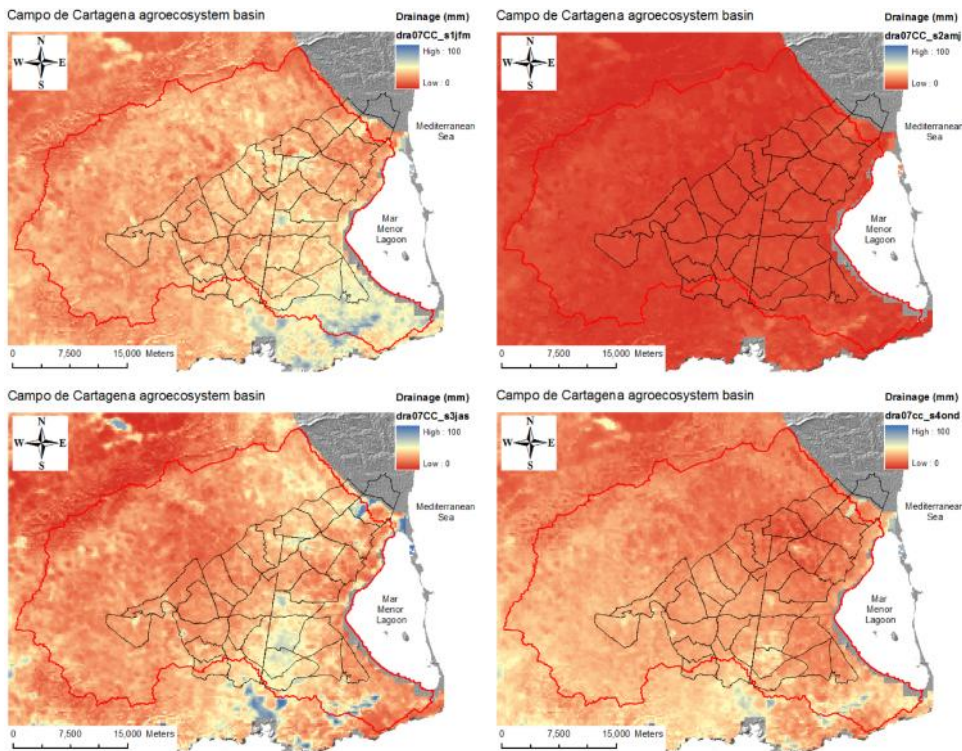 Campo de Cartagena agroecosystem basin
Drainage (mm)
dra07CC_s1jfm
High : 100
Low : 0
N
W E
S
Mediterranean
Sea
Mar
Menor
Lagoon
0 7,500 15,000 Meters
Campo de Cartagena agroecosystem basin
Drainage (mm)
dra07CC_s2amj
High : 100
Low : 0
N
W E
S
Mediterranean
Sea
Mar
Menor
Lagoon
0 7,500 15,000 Meters
Campo de Cartagena agroecosystem basin
Drainage (mm)
dra07CC_s3jas
High : 100
Low : 0
N
W E
S
Mediterranean
Sea
Mar
Menor
Lagoon
0 7,500 15,000 Meters
Campo de Cartagena agroecosystem basin
Drainage (mm)
dra07cc_s4ond
High : 100
Low : 0
N
W E
S
Mediterranean
Sea
Mar
Menor
Lagoon
0 7,500 15,000 Meters